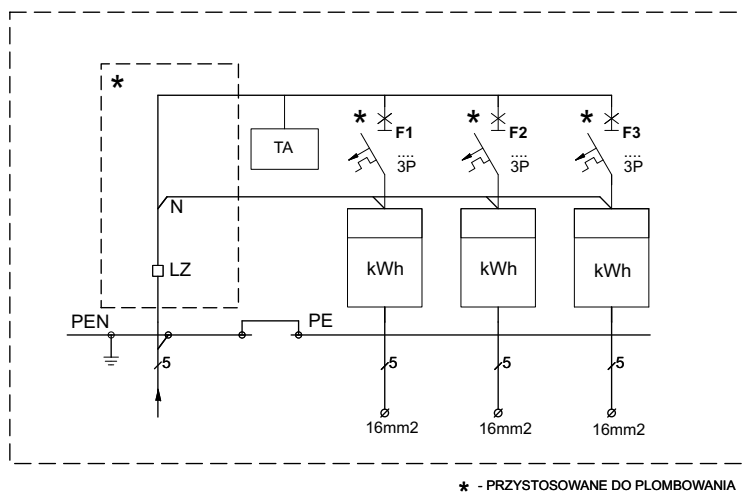 *
* F1
* F2
* F3
TA
.... 3P
.... 3P
.... 3P
N
kWh
kWh
kWh
LZ
PEN
PE
5
5
5
5
16mm2
16mm2
16mm2
* - PRZYSTOSOWANE DO PLOMBOWANIA